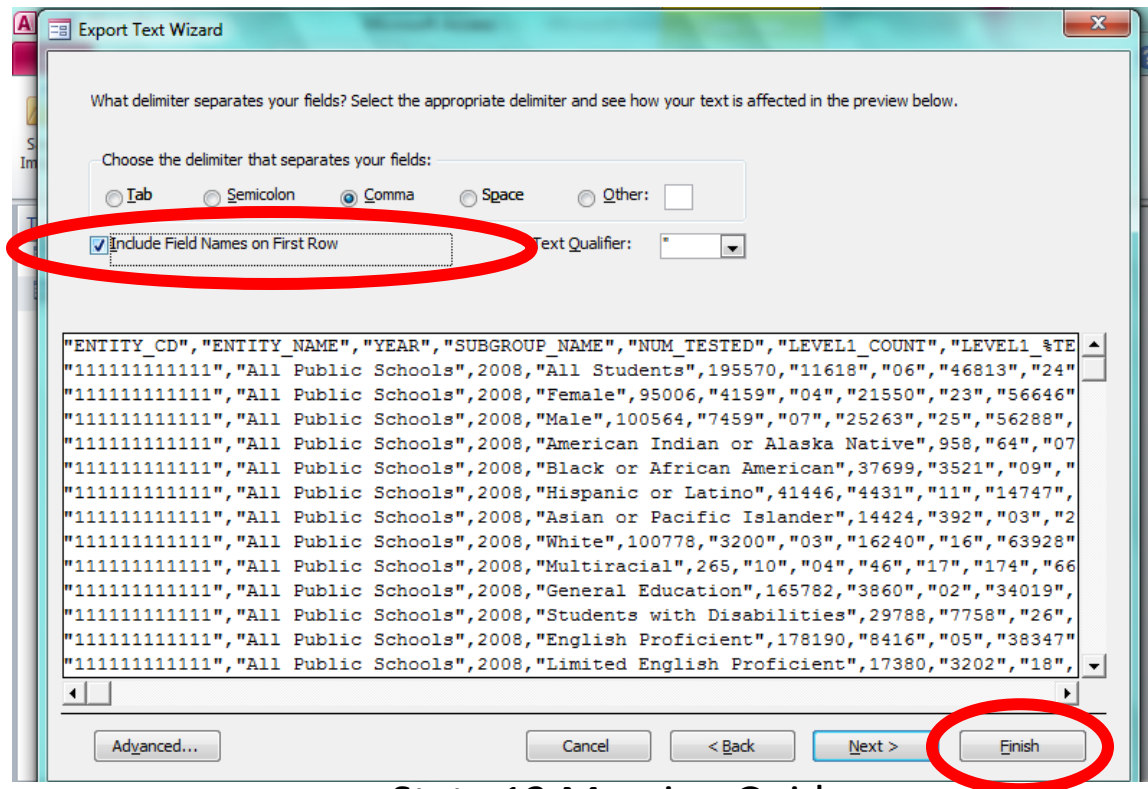 A
Export Text Wizard
X
What delimiter separates your fields? Select the appropriate delimiter and see how your text is affected in the preview below.
Choose the delimiter that separates your fields:
Tab Semicolon Comma Space Other:
Include Field Names on First Row Text Qualifier: "
"ENTITY_CD","ENTITY_NAME","YEAR","SUBGROUP_NAME","NUM_TESTED","LEVEL1_COUNT","LEVEL1_%TE
"111111111111","All Public Schools",2008,"All Students",195570,"11618","06","46813","24"
"111111111111","All Public Schools",2008,"Female",95006,"4159","04","21550","23","56646"
"111111111111","All Public Schools",2008,"Male",100564,"7459","07","25263","25","56288",
"111111111111","All Public Schools",2008,"American Indian or Alaska Native",958,"64","07
"111111111111","All Public Schools",2008,"Black or African American",37699,"3521","09","
"111111111111","All Public Schools",2008,"Hispanic or Latino",41446,"4431","11","14747",
"111111111111","All Public Schools",2008,"Asian or Pacific Islander",14424,"392","03","2
"111111111111","All Public Schools",2008,"White",100778,"3200","03","16240","16","63928"
"111111111111","All Public Schools",2008,"Multiracial",265,"10","04","46","17","174","66
"111111111111","All Public Schools",2008,"General Education",165782,"3860","02","34019",
"111111111111","All Public Schools",2008,"Students with Disabilities",29788,"7758","26",
"111111111111","All Public Schools",2008,"English Proficient",178190,"8416","05","38347"
"111111111111","All Public Schools",2008,"Limited English Proficient",17380,"3202","18",
Advanced... Cancel < Back Next > Finish